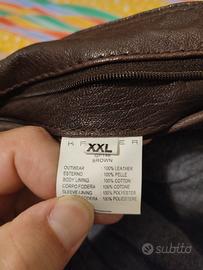 XXL
BROWN
OUTWEAR : 100% LEATHER
ESTERNO : 100% PELLE
BODY LINING : 100% COTTON
CORPO FODERA : 100% COTONE
SLEEVE LINING : 100% POLYESTER
SLEEVE FODERA : 100% POLIESTERE
subito